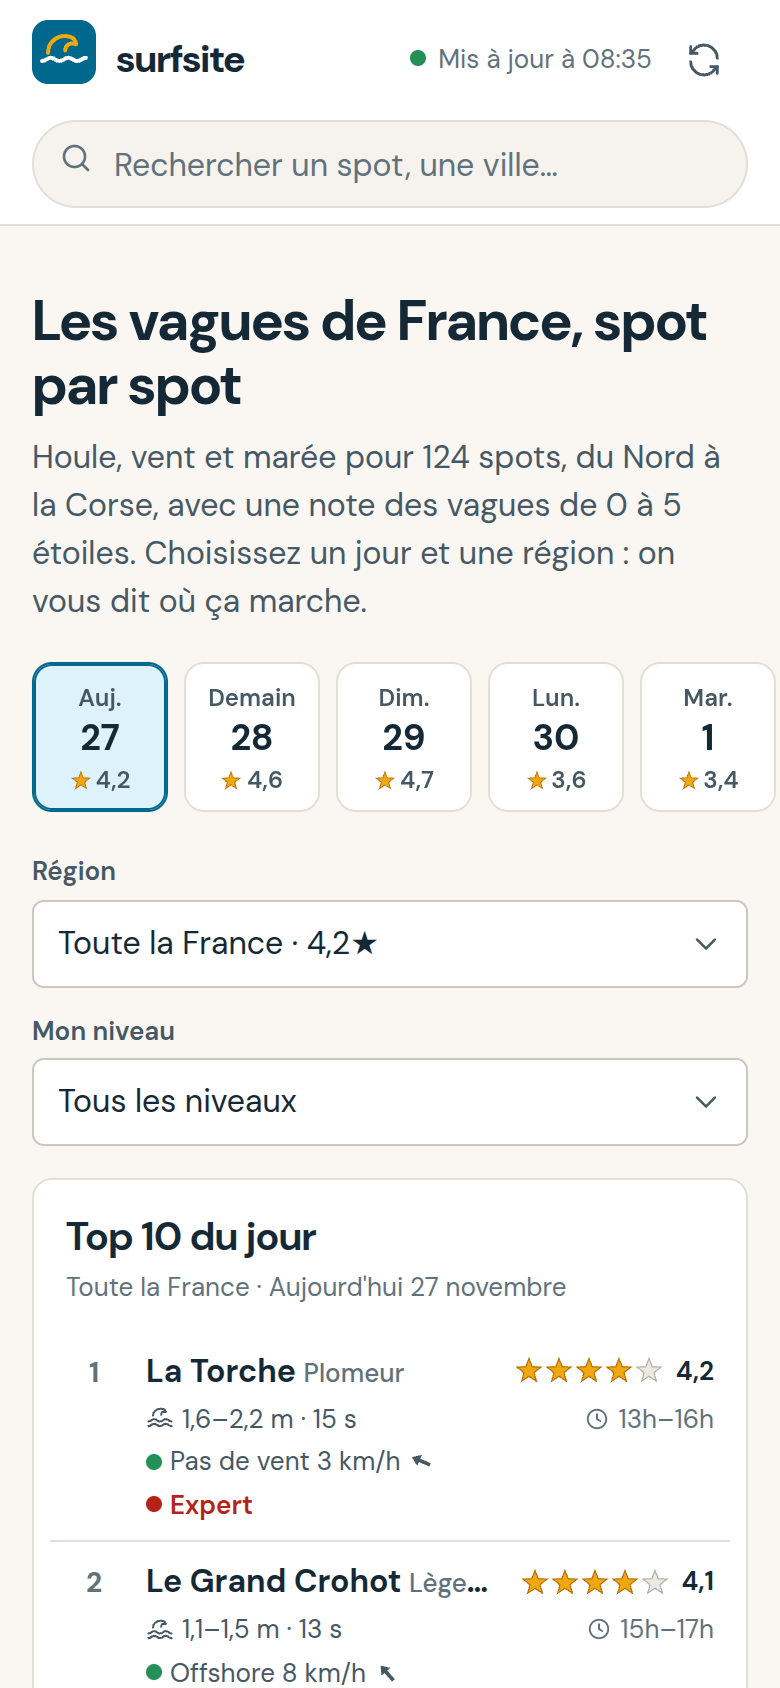 surfsite
Mis à jour à 08:35
Rechercher un spot, une ville...
Les vagues de France, spot
par spot
Houle, vent et marée pour 124 spots, du Nord à
la Corse, avec une note des vagues de 0 à 5
étoiles. Choisissez un jour et une région : on
vous dit où ça marche.
Auj. Demain Dim. Lun. Mar.
27 28 29 30 1
★ 4,2 ★ 4,6 ★ 4,7 ★ 3,6 ★ 3,4
Région
Toute la France · 4,2★
Mon niveau
Tous les niveaux
Top 10 du jour
Toute la France · Aujourd'hui 27 novembre
1 La Torche Plomeur ★★★★★ 4,2
1,6–2,2 m · 15 s 13h–16h
Pas de vent 3 km/h
Expert
2 Le Grand Crohot Lège... ★★★★★ 4,1
1,1–1,5 m · 13 s 15h–17h
Offshore 8 km/h